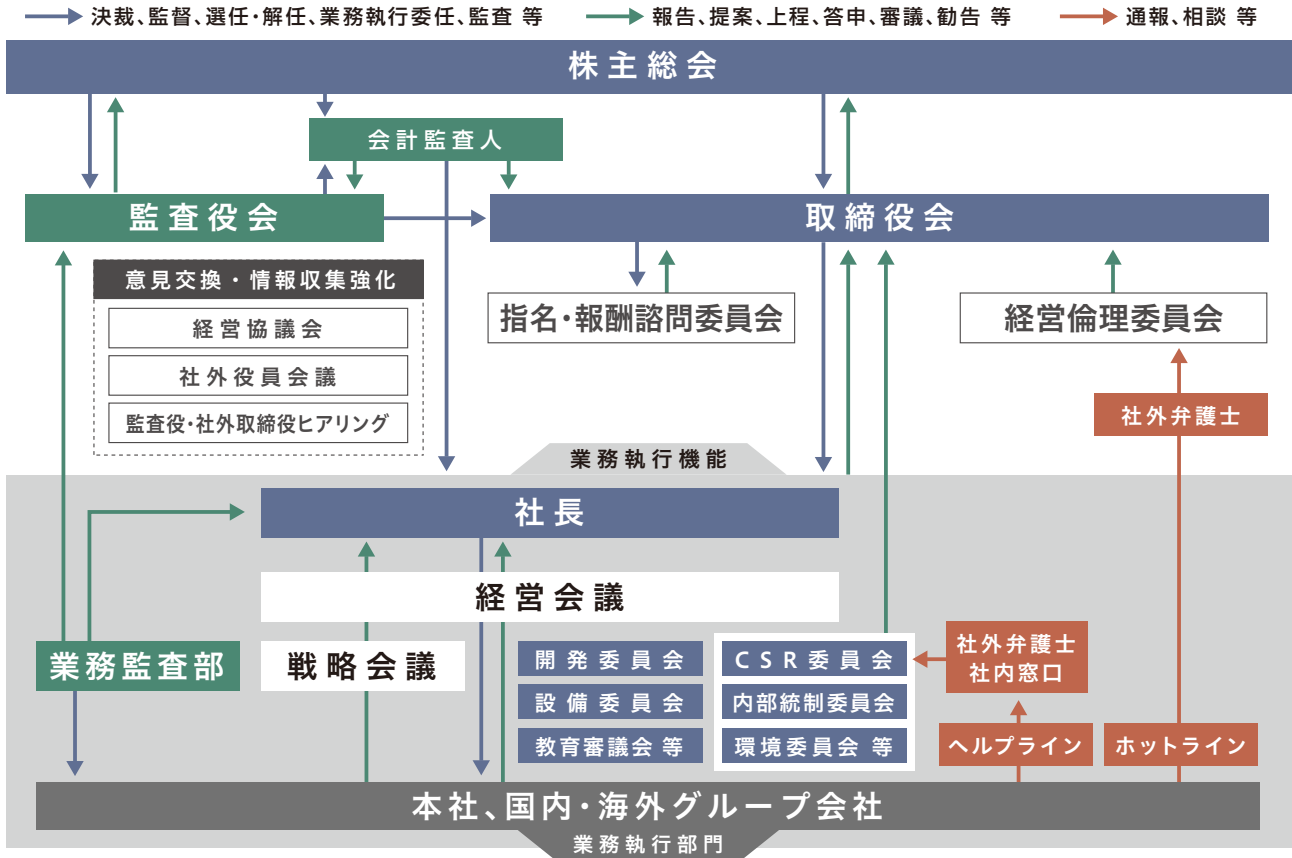 決裁、監督、選任・解任、業務執行委任、監査 等
報告、提案、上程、答申、審議、勧告 等
通報、相談 等
株主総会
会計監査人
監査役会
取締役会
意見交換・情報収集強化
経営協議会
社外役員会議
監査役・社外取締役ヒアリング
指名・報酬諮問委員会
経営倫理委員会
社外弁護士
業務執行機能
社長
経営会議
業務監査部
戦略会議
開発委員会
設備委員会
教育審議会 等
CSR委員会
内部統制委員会
環境委員会 等
社外弁護士
社内窓口
ヘルプライン
ホットライン
本社、国内・海外グループ会社
業務執行部門